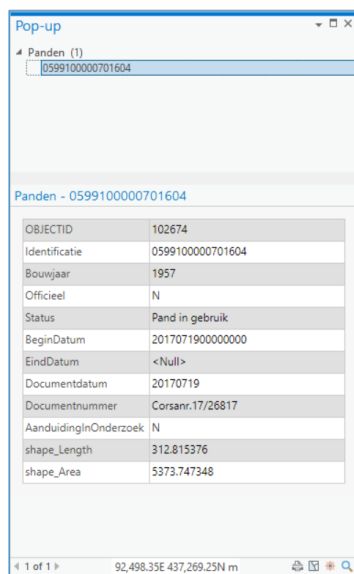 Pop-up
Panden (1)
0599100000701604
Panden - 0599100000701604
OBJECTID 102674
Identificatie 0599100000701604
Bouwjaar 1957
Officieel N
Status Pand in gebruik
BeginDatum 2017071900000000
EindDatum <Null>
Documentdatum 20170719
Documentnummer Corsanr.17/26817
AanduidingInOnderzoek N
shape_Length 312.815376
shape_Area 5373.747348
1 of 1 92,498.35E 437,269.25N m